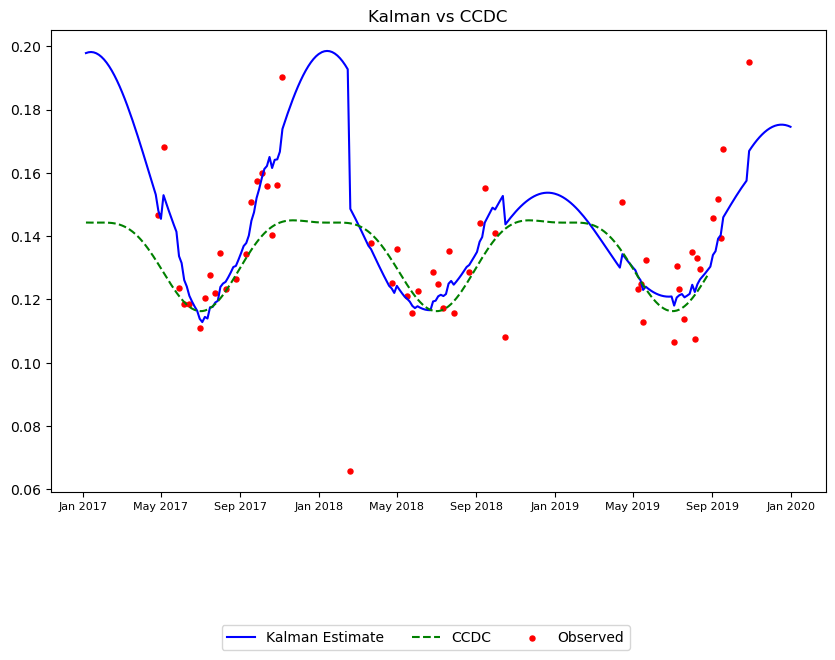 Kalman vs CCDC
0.20
0.18
0.16
0.14
0.12
0.10
0.08
0.06
Jan 2017 May 2017 Sep 2017 Jan 2018 May 2018 Sep 2018 Jan 2019 May 2019 Sep 2019 Jan 2020
Kalman Estimate CCDC Observed